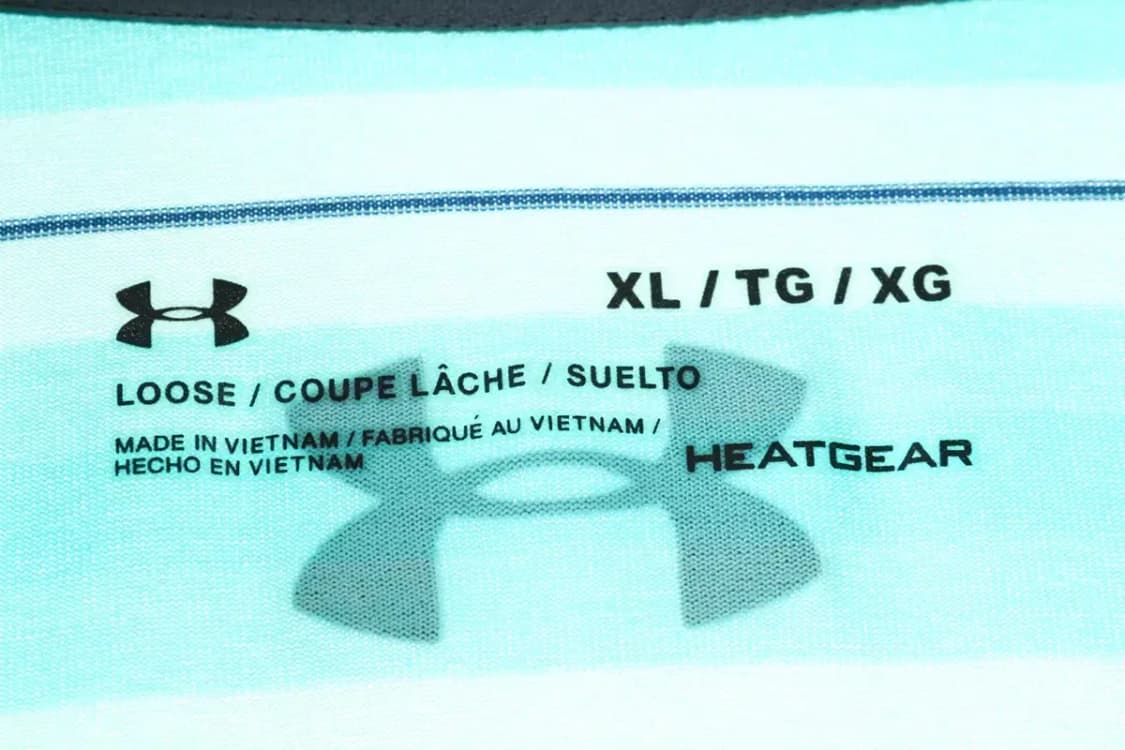 XL / TG / XG
LOOSE / COUPE LÂCHE / SUELTO
MADE IN VIETNAM / FABRIQUÉ AU VIETNAM /
HECHO EN VIETNAM
HEATGEAR